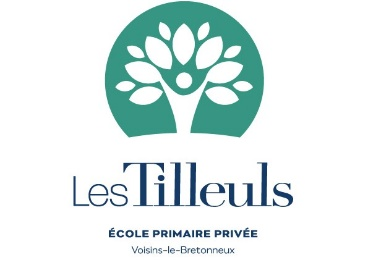 Les Tilleuls
ÉCOLE PRIMAIRE PRIVÉE
Voisins-le-Bretonneux